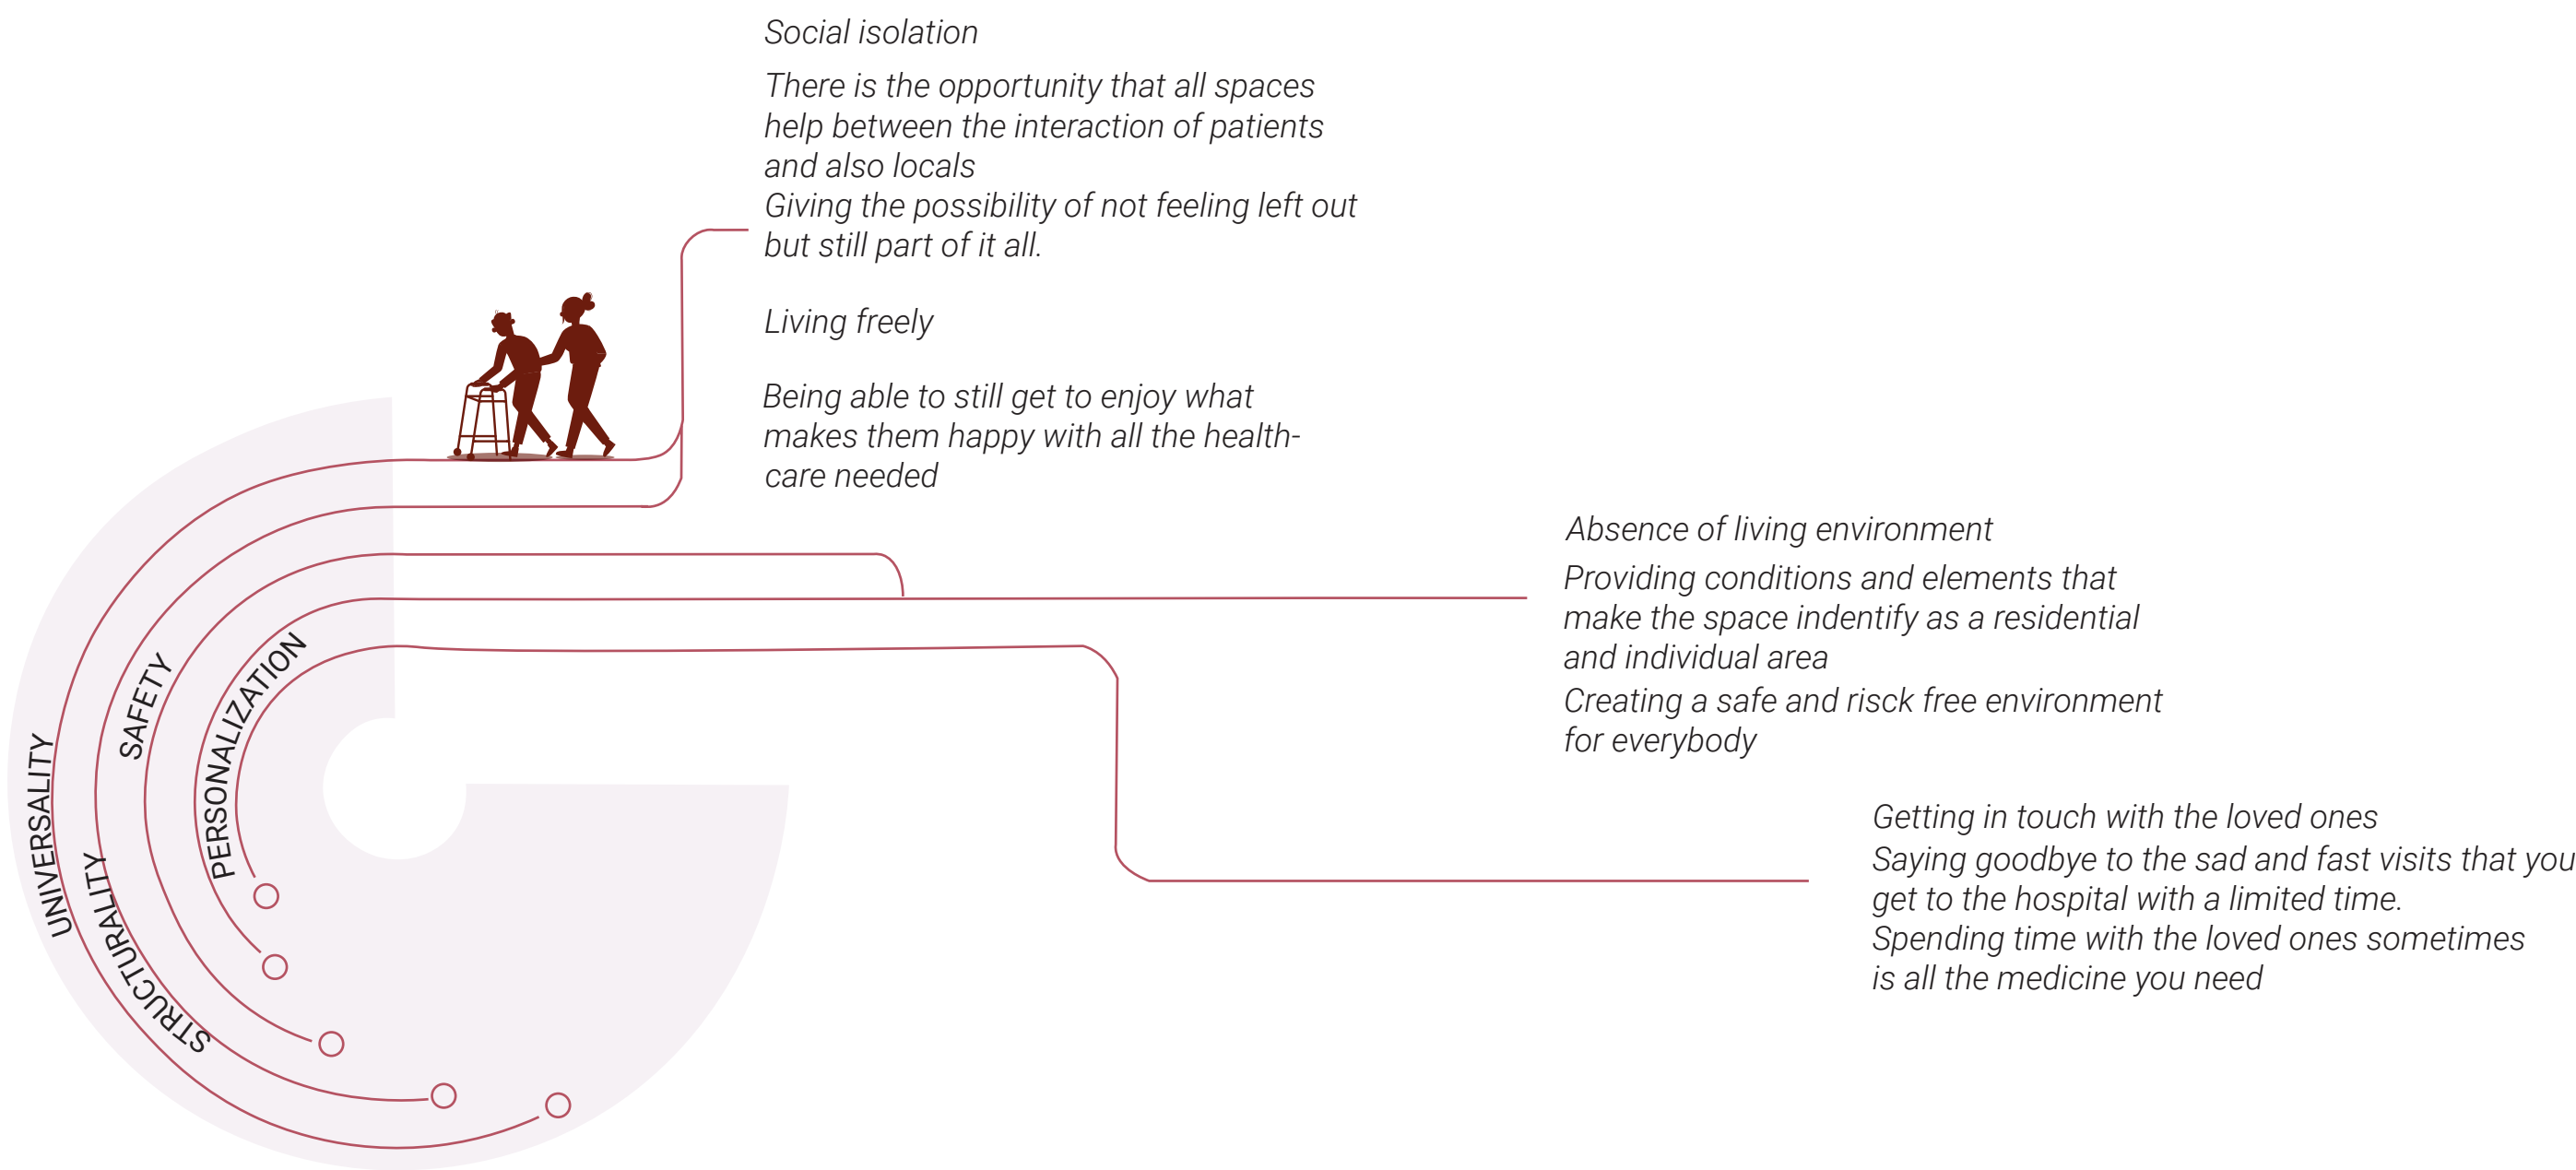 Social isolation
There is the opportunity that all spaces
help between the interaction of patients
and also locals
Giving the possibility of not feeling left out
but still part of it all.
Living freely
Being able to still get to enjoy what
makes them happy with all the health-
care needed
Absence of living environment
Providing conditions and elements that
make the space indentify as a residential
and individual area
Creating a safe and risck free environment
for everybody
Getting in touch with the loved ones
Saying goodbye to the sad and fast visits that you
get to the hospital with a limited time.
Spending time with the loved ones sometimes
is all the medicine you need
UNIVERSALITY
STRUCTURALITY
SAFETY
PERSONALIZATION